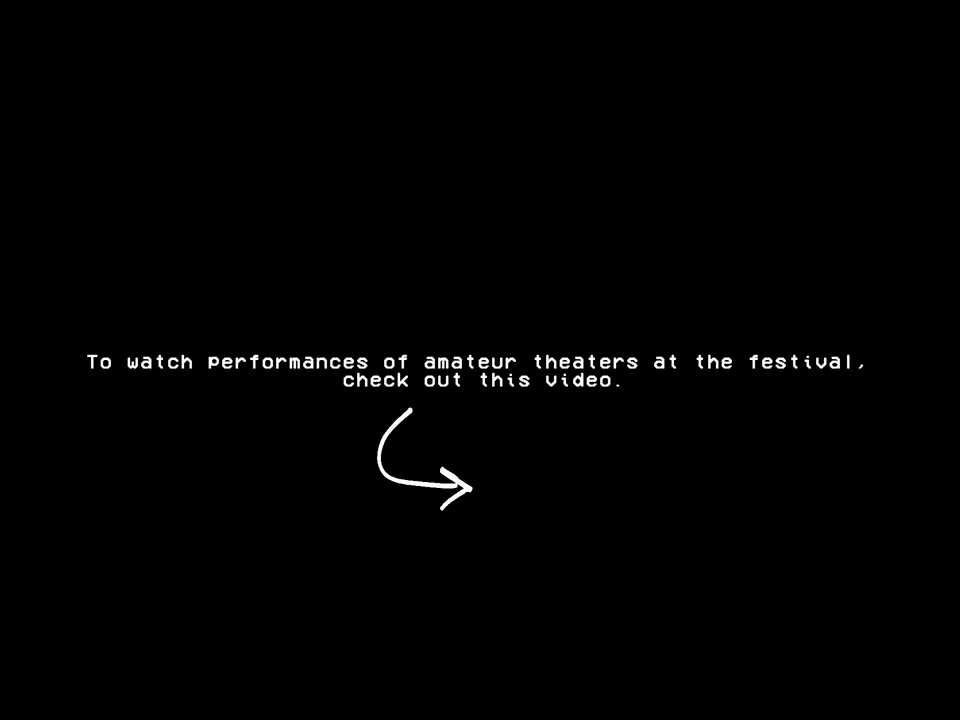 To watch performances of amateur theaters at the festival,
check out this video.